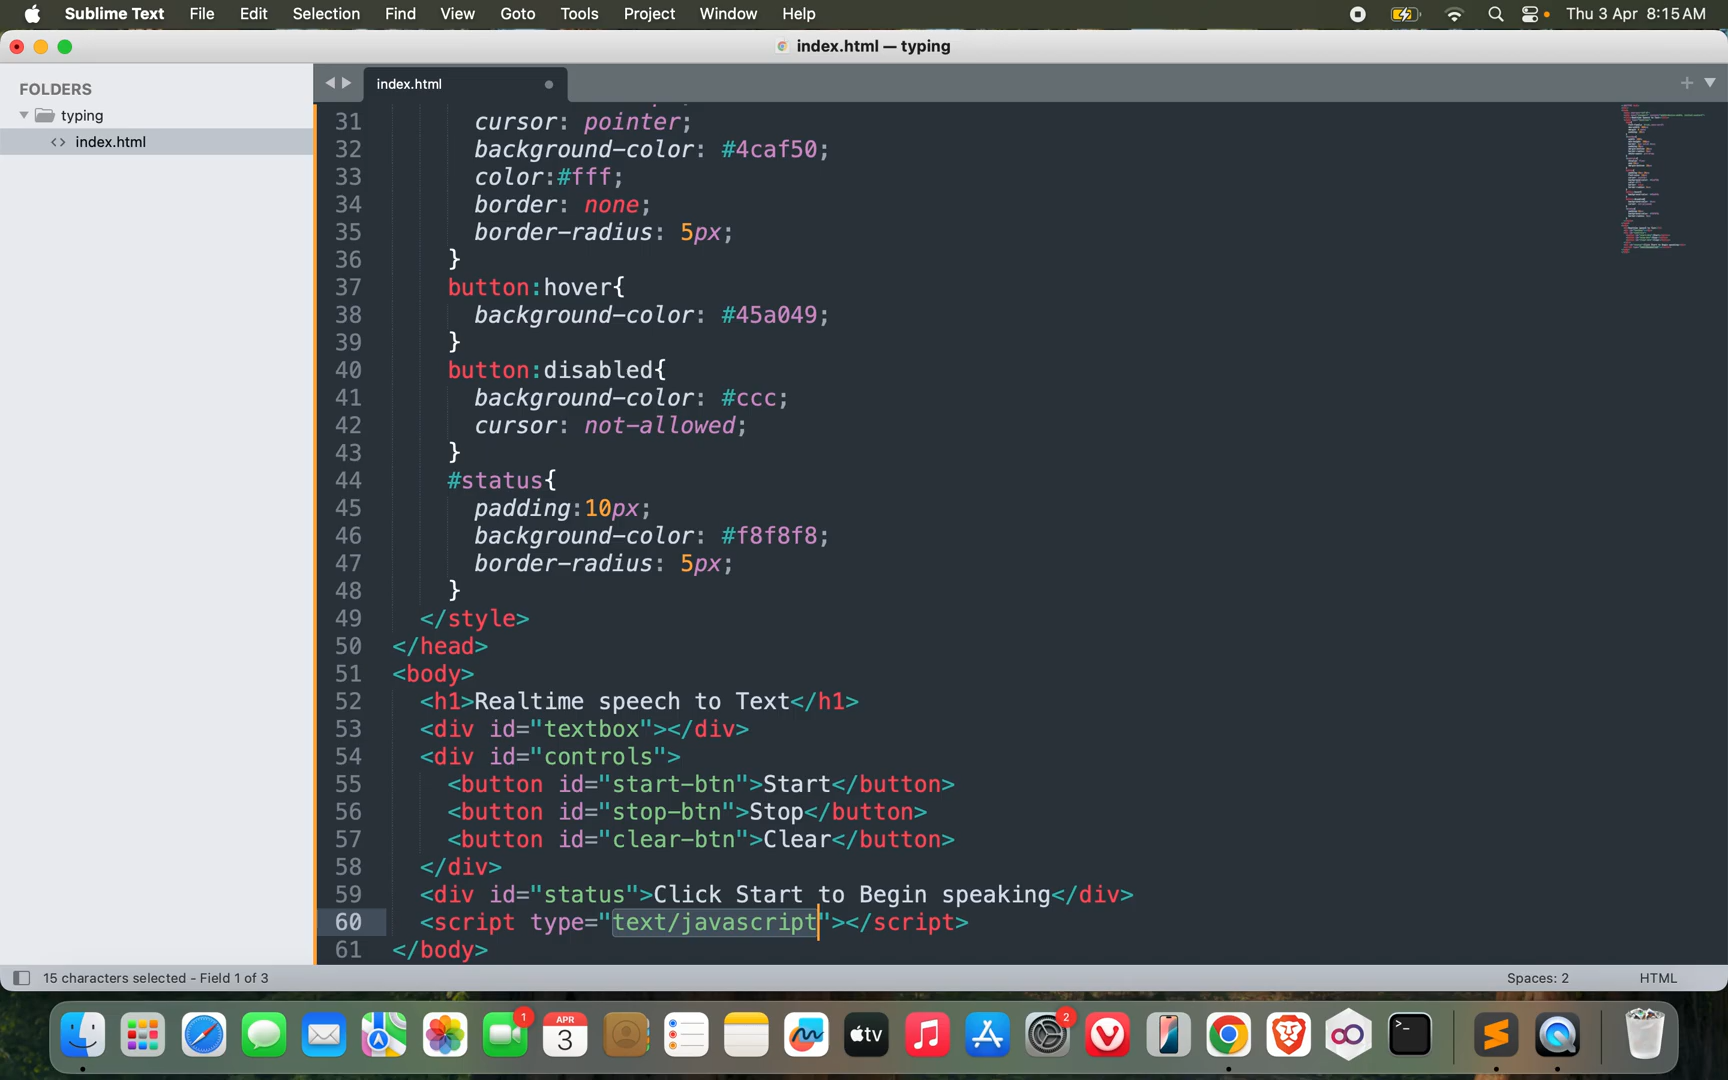 Sublime Text File Edit Selection Find View Goto Tools Project Window Help Thu 3 Apr 8:15 AM
index.html — typing
FOLDERS
typing
index.html
index.html
31 cursor: pointer;
32 background-color: #4caf50;
33 color:#fff;
34 border: none;
35 border-radius: 5px;
36 }
37 button:hover{
38 background-color: #45a049;
39 }
40 button:disabled{
41 background-color: #ccc;
42 cursor: not-allowed;
43 }
44 #status{
45 padding:10px;
46 background-color: #f8f8f8;
47 border-radius: 5px;
48 }
49 </style>
50 </head>
51 <body>
52 <h1>Realtime speech to Text</h1>
53 <div id="textbox"></div>
54 <div id="controls">
55 <button id="start-btn">Start</button>
56 <button id="stop-btn">Stop</button>
57 <button id="clear-btn">Clear</button>
58 </div>
59 <div id="status">Click Start to Begin speaking</div>
60 <script type="text/javascript"></script>
61 </body>
15 characters selected - Field 1 of 3 Spaces: 2 HTML
1 APR 3 tv 2